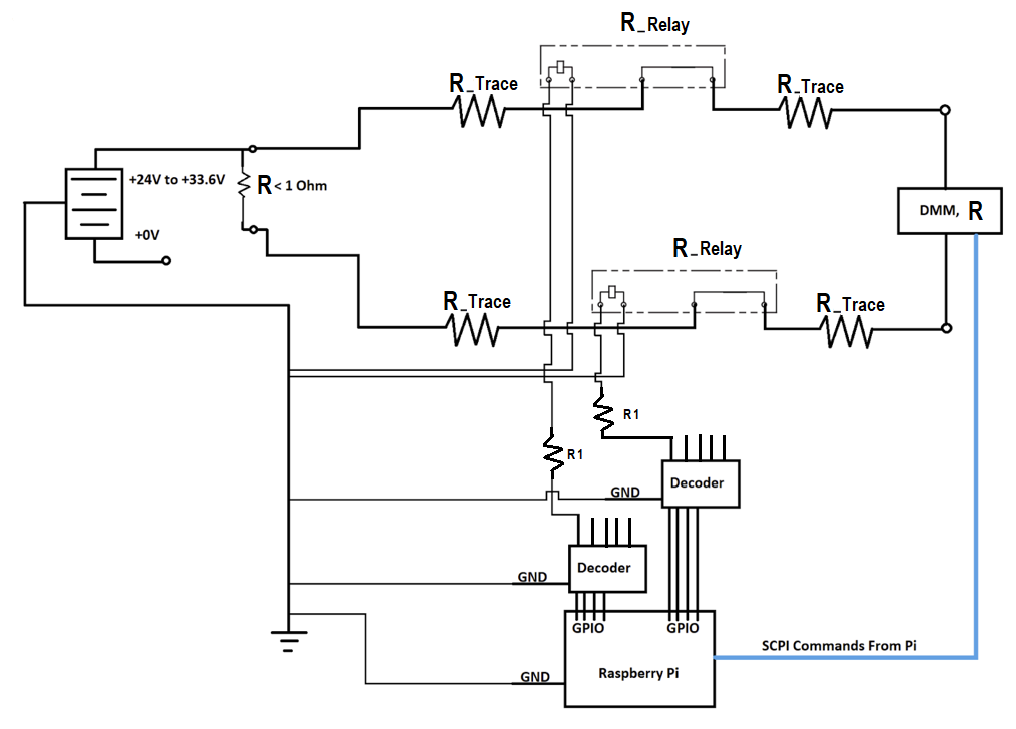 R_Relay
R_Trace
R_Trace
+24V to +33.6V
R < 1 Ohm
DMM, R
+0V
R_Relay
R_Trace
R_Trace
R1
R1
Decoder
GND
Decoder
GND
GPIO
GPIO
SCPI Commands From Pi
Raspberry Pi
GND